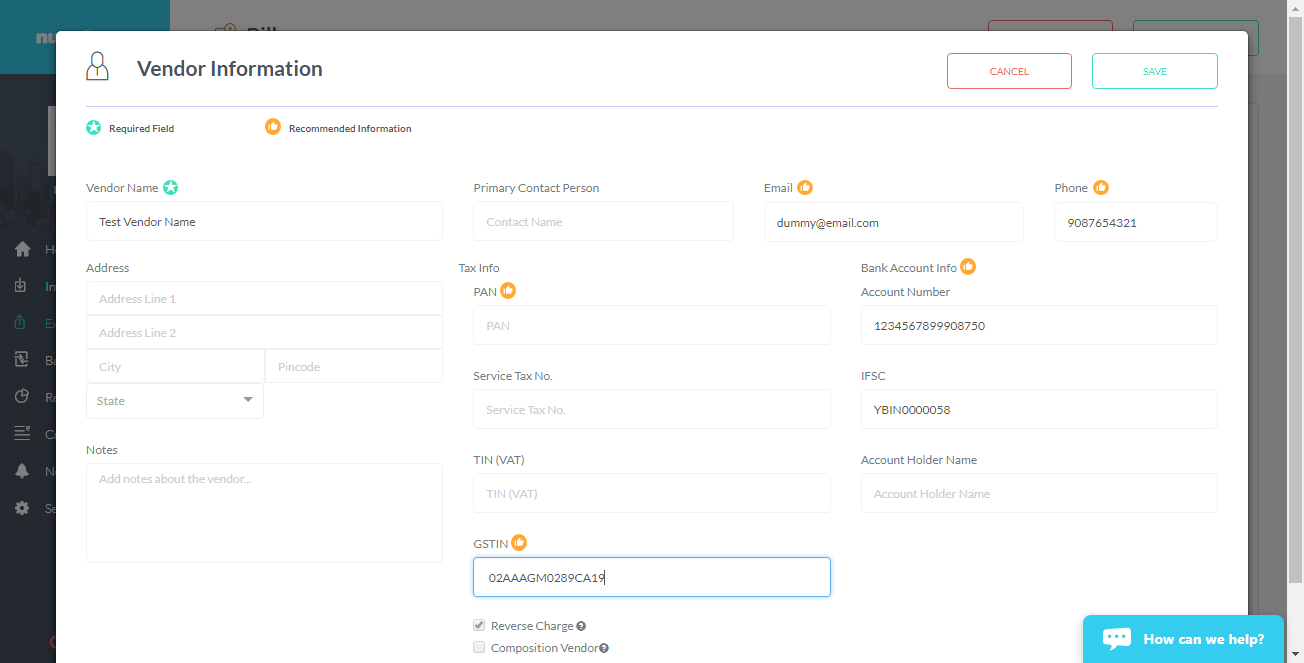 Vendor Information
CANCEL
SAVE
Required Field
Recommended Information
Vendor Name
Primary Contact Person
Email
Phone
Test Vendor Name
Contact Name
dummy@email.com
9087654321
Address
Tax Info
Bank Account Info
PAN
Account Number
Address Line 1
PAN
1234567899908750
Address Line 2
City
Pincode
Service Tax No.
IFSC
State
Service Tax No.
YBIN0000058
Notes
TIN (VAT)
Account Holder Name
Add notes about the vendor...
TIN (VAT)
Account Holder Name
GSTIN
02AAAGM0289CA19
Reverse Charge
Composition Vendor
How can we help?